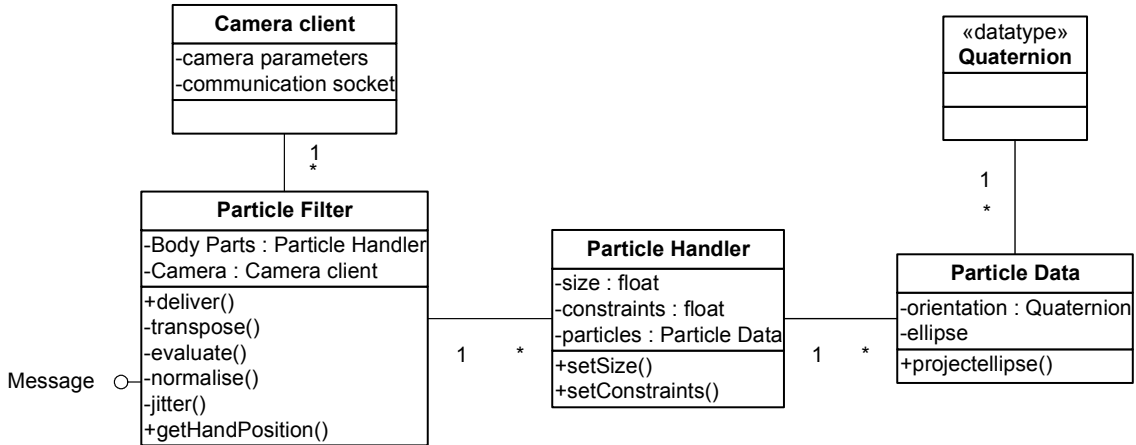 Camera client
-camera parameters
-communication socket
1
*
«datatype»
Quaternion
1
*
Particle Filter
-Body Parts : Particle Handler
-Camera : Camera client
+deliver()
-transpose()
-evaluate()
-normalise()
-jitter()
+getHandPosition()
Message
1 *
Particle Handler
-size : float
-constraints : float
-particles : Particle Data
+setSize()
+setConstraints()
1 *
Particle Data
-orientation : Quaternion
-ellipse
+projectellipse()